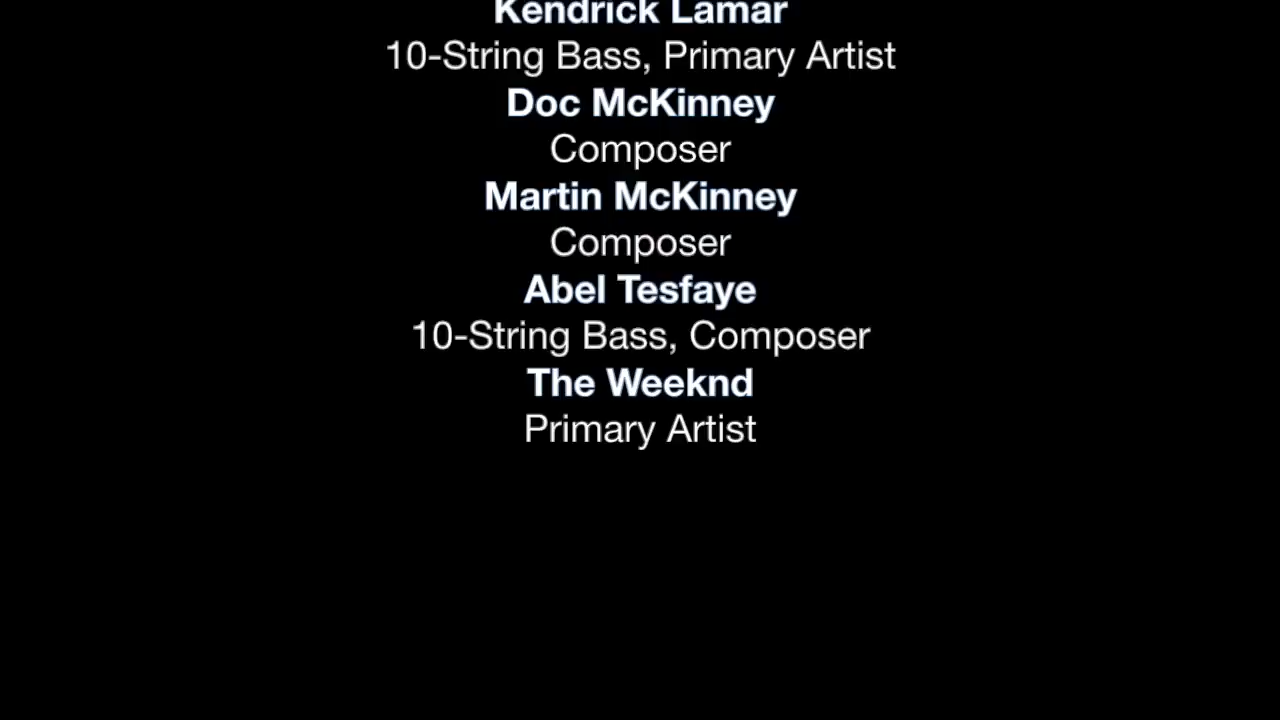 Kendrick Lamar
10-String Bass, Primary Artist
Doc McKinney
Composer
Martin McKinney
Composer
Abel Tesfaye
10-String Bass, Composer
The Weeknd
Primary Artist